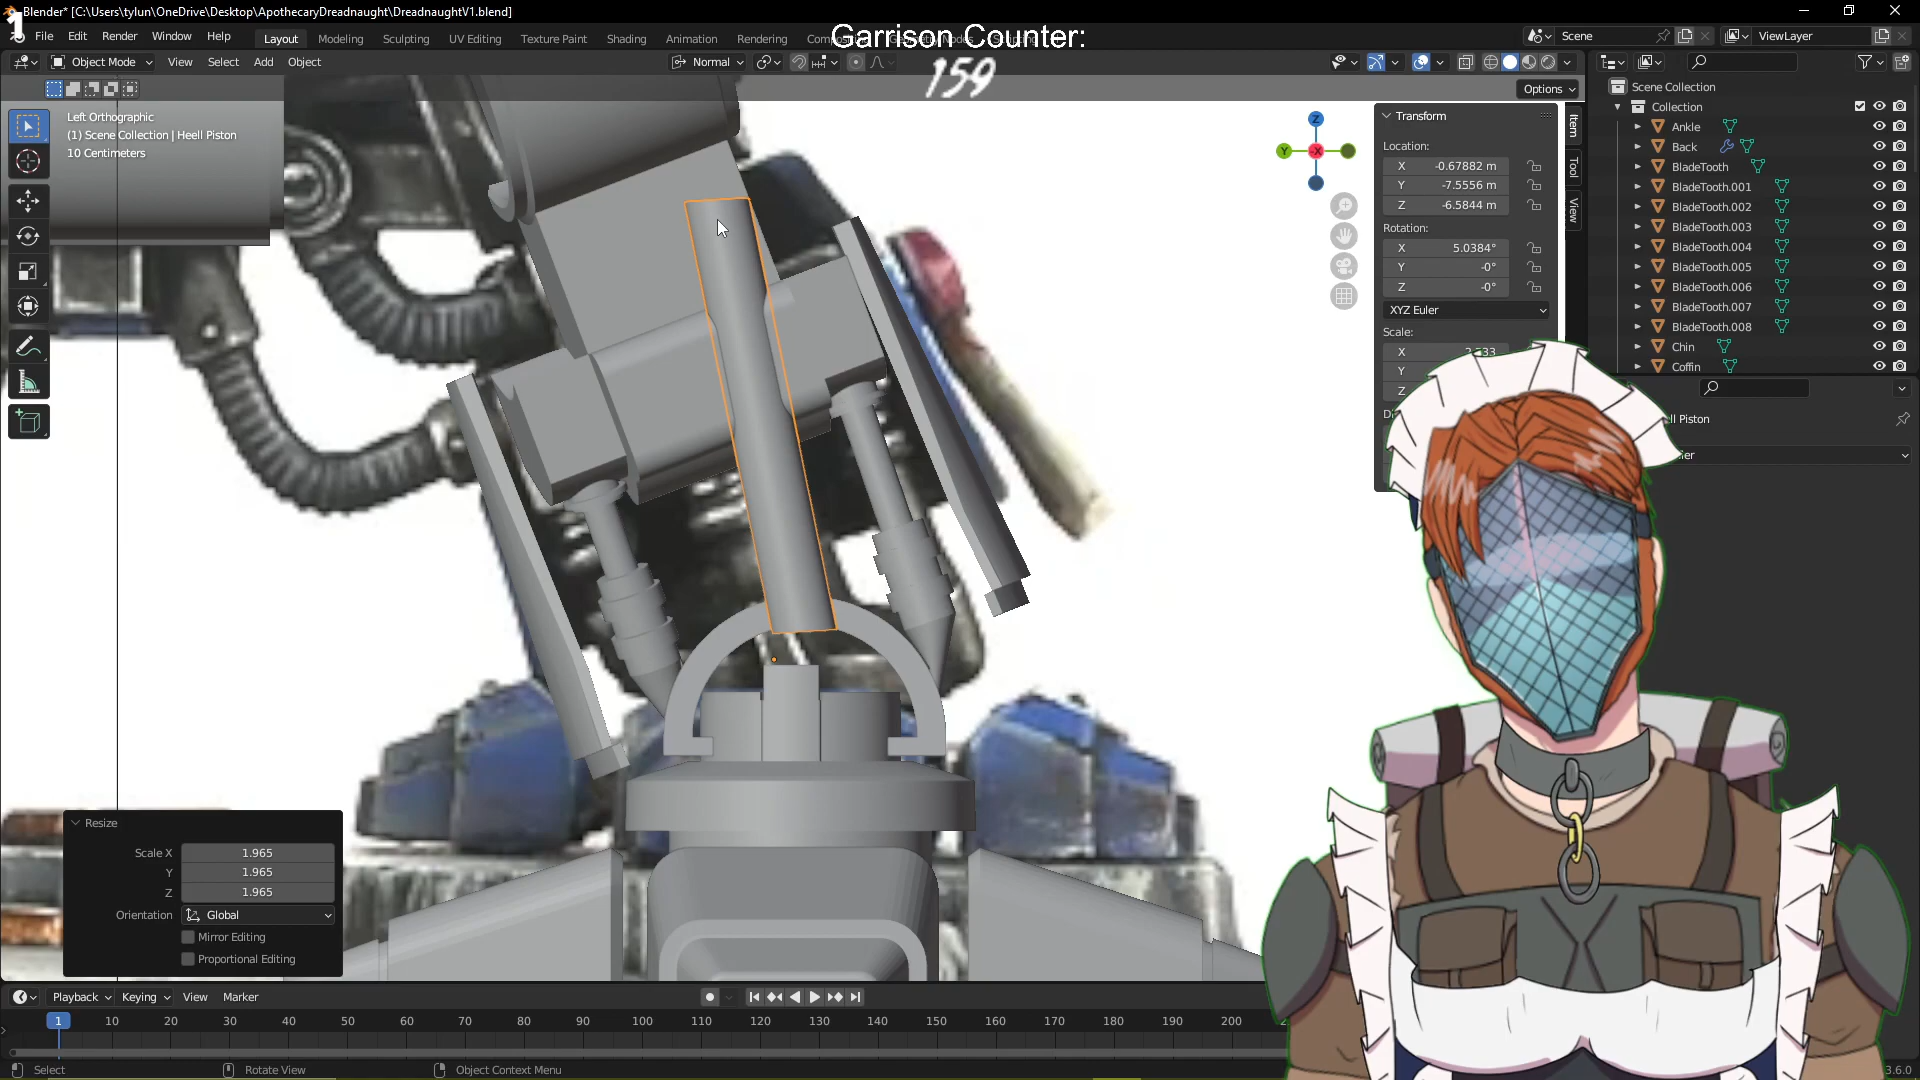 1
Blender* [C:\Users\tylun\OneDrive\Desktop\ApothecaryDreadnaught\DreadnaughtV1.blend]
Garrison Counter:
159
File Edit Render Window Help Layout Modeling Sculpting UV Editing Texture Paint Shading Animation Rendering
Scene ViewLayer
Object Mode View Select Add Object Normal
Options
Left Orthographic
(1) Scene Collection | Heell Piston
10 Centimeters
Z
Y
-X
Transform
Location:
X -0.67882 m
Y -7.5556 m
Z -6.5844 m
Rotation:
X 5.0384°
Y -0°
Z -0°
XYZ Euler
Scale:
X
Y
Z
Item
Tool
View
Scene Collection
Collection
Ankle
Back
BladeTooth
BladeTooth.001
BladeTooth.002
BladeTooth.003
BladeTooth.004
BladeTooth.005
BladeTooth.006
BladeTooth.007
BladeTooth.008
Chin
Coffin
ll Piston
Resize
Scale X 1.965
Y 1.965
Z 1.965
Orientation Global
Mirror Editing
Proportional Editing
Playback Keying View Marker
1 10 20 30 40 50 60 70 80 90 100 110 120 130 140 150 160 170 180 190 200
Select Rotate View Object Context Menu
3.6.0